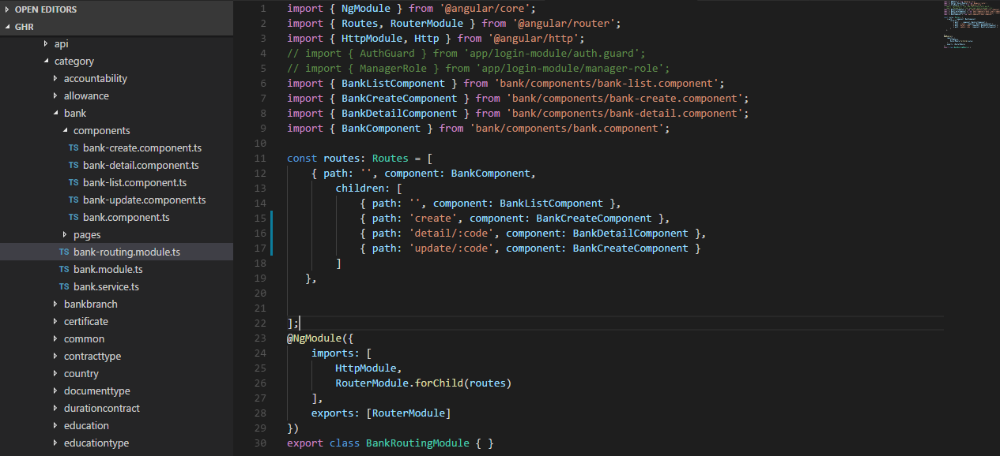 OPEN EDITORS
GHR
api
category
accountability
allowance
bank
components
TS bank-create.component.ts
TS bank-detail.component.ts
TS bank-list.component.ts
TS bank-update.component.ts
TS bank.component.ts
pages
TS bank-routing.module.ts
TS bank.module.ts
TS bank.service.ts
bankbranch
certificate
common
contracttype
country
documenttype
durationcontract
education
educationtype
1 import { NgModule } from '@angular/core';
2 import { Routes, RouterModule } from '@angular/router';
3 import { HttpModule, Http } from '@angular/http';
4 // import { AuthGuard } from 'app/login-module/auth.guard';
5 // import { ManagerRole } from 'app/login-module/manager-role';
6 import { BankListComponent } from 'bank/components/bank-list.component';
7 import { BankCreateComponent } from 'bank/components/bank-create.component';
8 import { BankDetailComponent } from 'bank/components/bank-detail.component';
9 import { BankComponent } from 'bank/components/bank.component';
10
11 const routes: Routes = [
12     { path: '', component: BankComponent,
13         children: [
14             { path: '', component: BankListComponent },
15             { path: 'create', component: BankCreateComponent },
16             { path: 'detail/:code', component: BankDetailComponent },
17             { path: 'update/:code', component: BankCreateComponent }
18         ]
19    },
20
21
22 ];
23 @NgModule({
24     imports: [
25         HttpModule,
26         RouterModule.forChild(routes)
27     ],
28     exports: [RouterModule]
29 })
30 export class BankRoutingModule { }